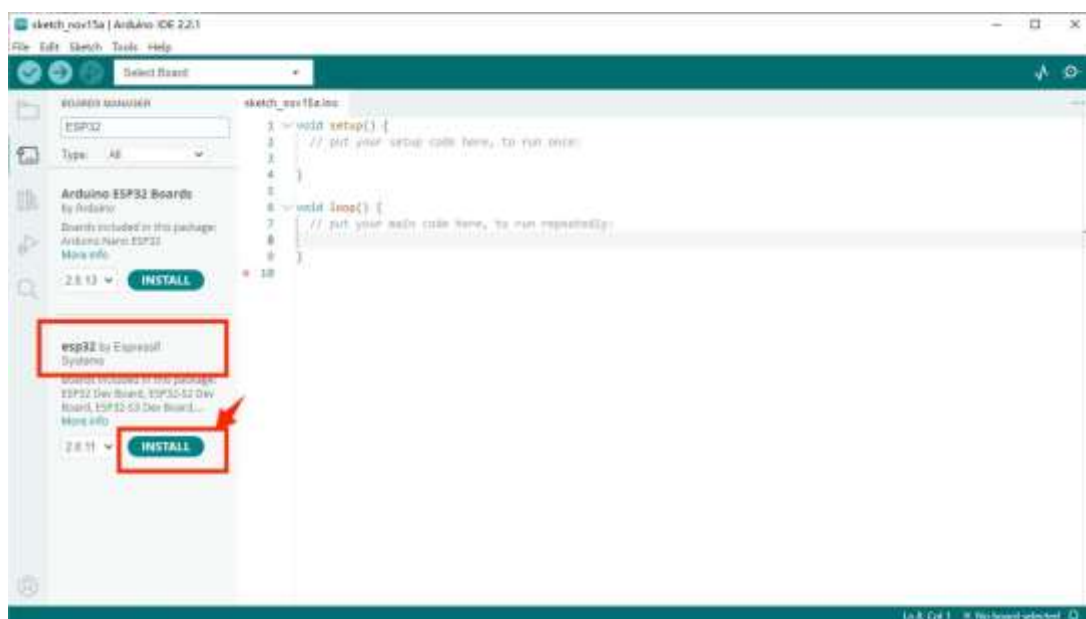 sketch_nov15a | Arduino IDE 2.2.1
File Edit Sketch Tools Help
Select Board
BOARDS MANAGER
sketch_nov15a.ino
ESP32
Type: All
1 void setup() {
2 // put your setup code here, to run once:
3
4 }
5
6 void loop() {
7 // put your main code here, to run repeatedly:
8
9 }
10
Arduino ESP32 Boards
by Arduino
Boards included in this package:
Arduino Nano ESP32
More info
2.0.13 INSTALL
esp32 by Espressif
Systems
Boards included in this package:
ESP32 Dev Board, ESP32-S2 Dev
Board, ESP32-S3 Dev Board,...
More info
2.0.11 INSTALL
Ln 8, Col 1 × No board selected